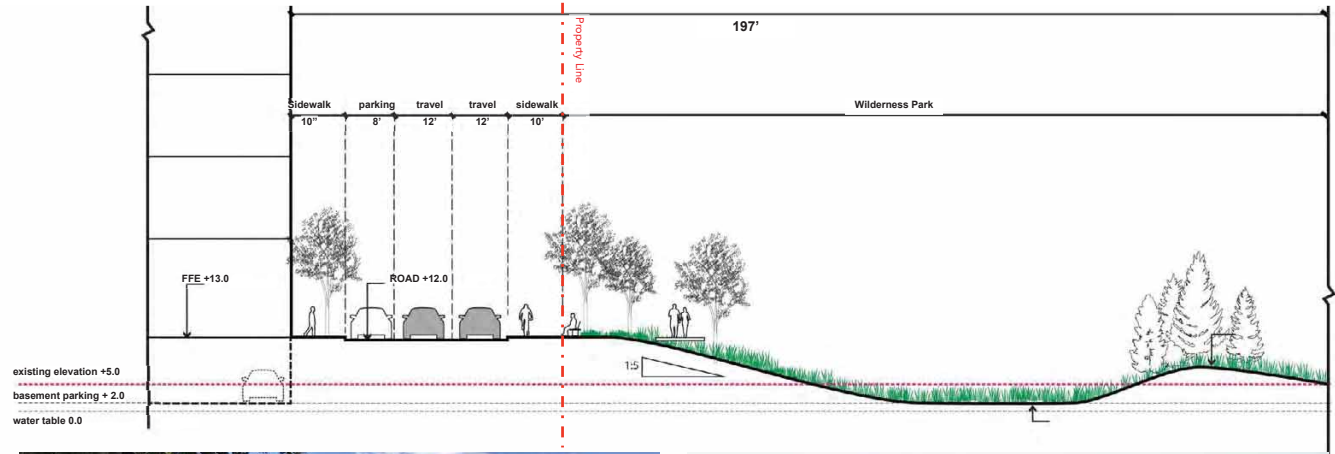 197’
Property Line
Sidewalk parking travel travel sidewalk Wilderness Park
10” 8’ 12’ 12’ 10’
FFE +13.0 ROAD +12.0
1:5
existing elevation +5.0
basement parking + 2.0
water table 0.0